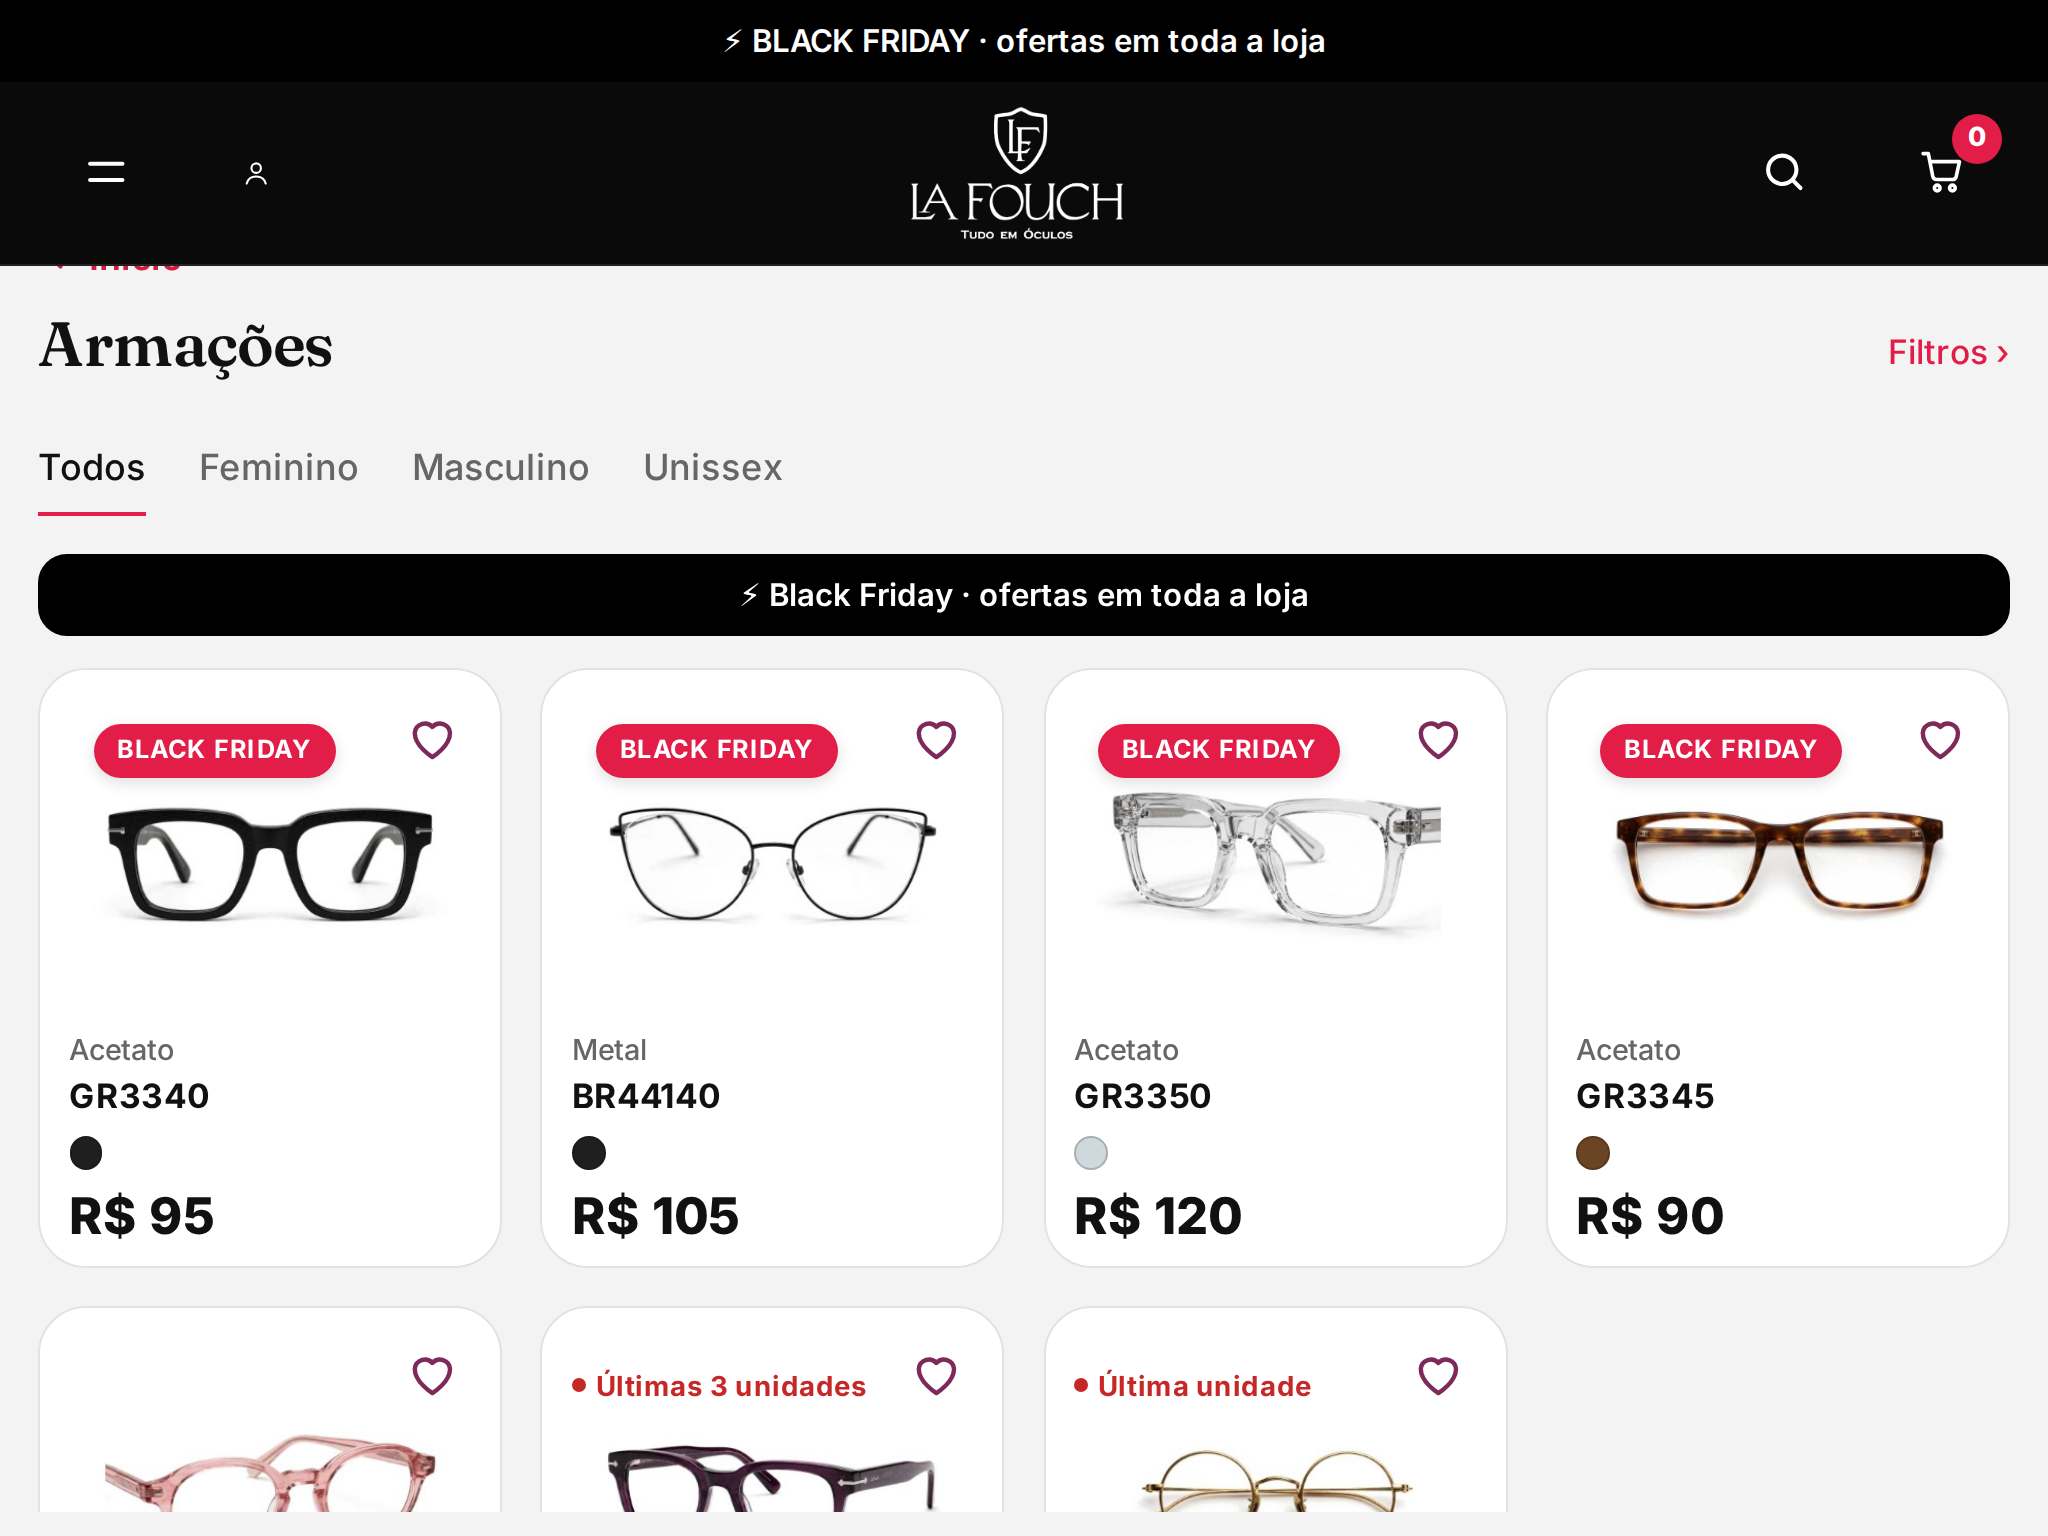 ⚡ BLACK FRIDAY · ofertas em toda a loja
LF
0
LA FOUCH
TUDO EM ÓCULOS
Armações
Filtros ›
Todos
Feminino
Masculino
Unissex
⚡ Black Friday · ofertas em toda a loja
BLACK FRIDAY
BLACK FRIDAY
BLACK FRIDAY
BLACK FRIDAY
Acetato
GR3340
R$ 95
Metal
BR44140
R$ 105
Acetato
GR3350
R$ 120
Acetato
GR3345
R$ 90
Últimas 3 unidades
Última unidade